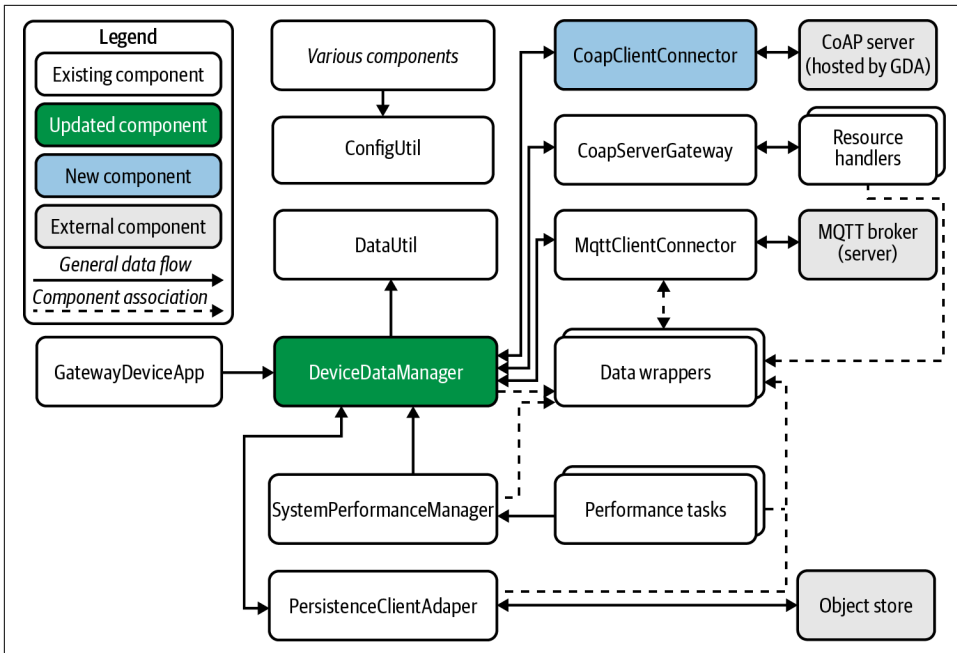 Legend
Existing component
Updated component
New component
External component
General data flow
Component association
Various components
ConfigUtil
DataUtil
GatewayDeviceApp
DeviceDataManager
SystemPerformanceManager
PersistenceClientAdaper
CoapClientConnector
CoapServerGateway
MqttClientConnector
Data wrappers
Performance tasks
CoAP server
(hosted by GDA)
Resource
handlers
MQTT broker
(server)
Object store